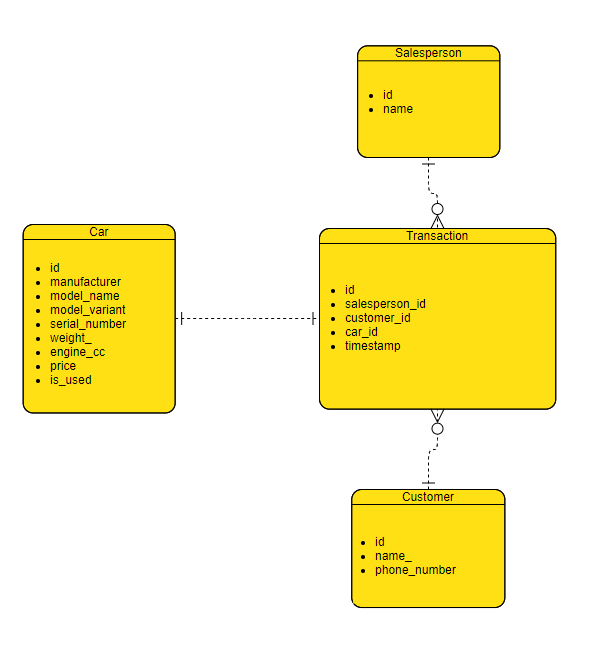 Salesperson
id
name
Car
id
manufacturer
model_name
model_variant
serial_number
weight_
engine_cc
price
is_used
Transaction
id
salesperson_id
customer_id
car_id
timestamp
Customer
id
name_
phone_number